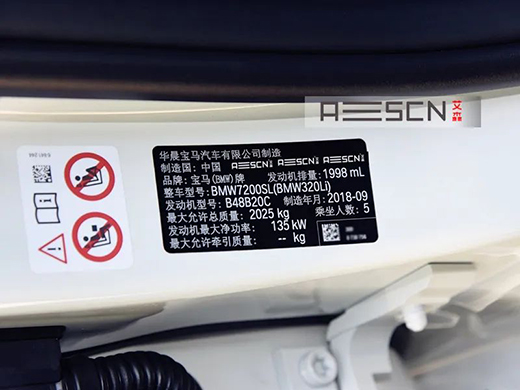 AESCN 艾森
华晨宝马汽车有限公司制造
制造国：中国 AESCN AESCN AESCN
品牌：宝马(BMW)牌 发动机排量：1998 mL
整车型号：BMW7200SL(BMW320Li)
发动机型号：B48B20C 制造年月：2018-09
最大允许总质量：2025 kg 乘坐人数：5
发动机最大净功率：135 kW
最大允许牵引质量：-- kg